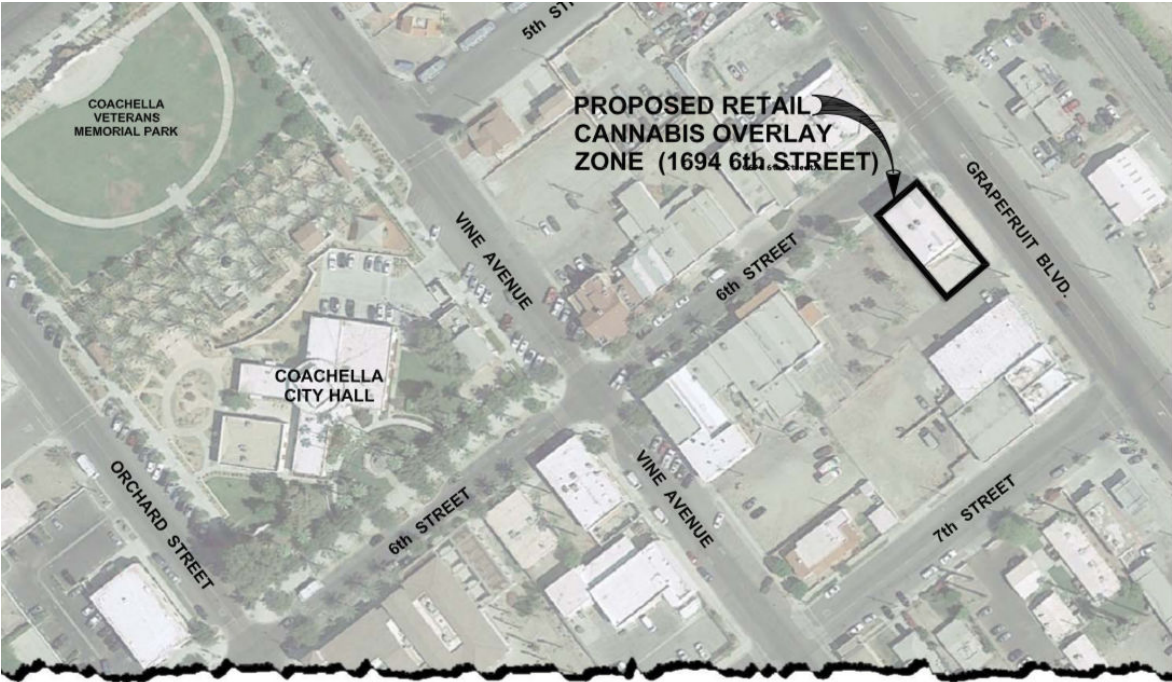 5th ST
COACHELLA
VETERANS
MEMORIAL PARK
PROPOSED RETAIL
CANNABIS OVERLAY
ZONE (1694 6th STREET)
GRAPEFRUIT BLVD.
VINE AVENUE
6th STREET
COACHELLA
CITY HALL
ORCHARD STREET
6th STREET
VINE AVENUE
7th STREET